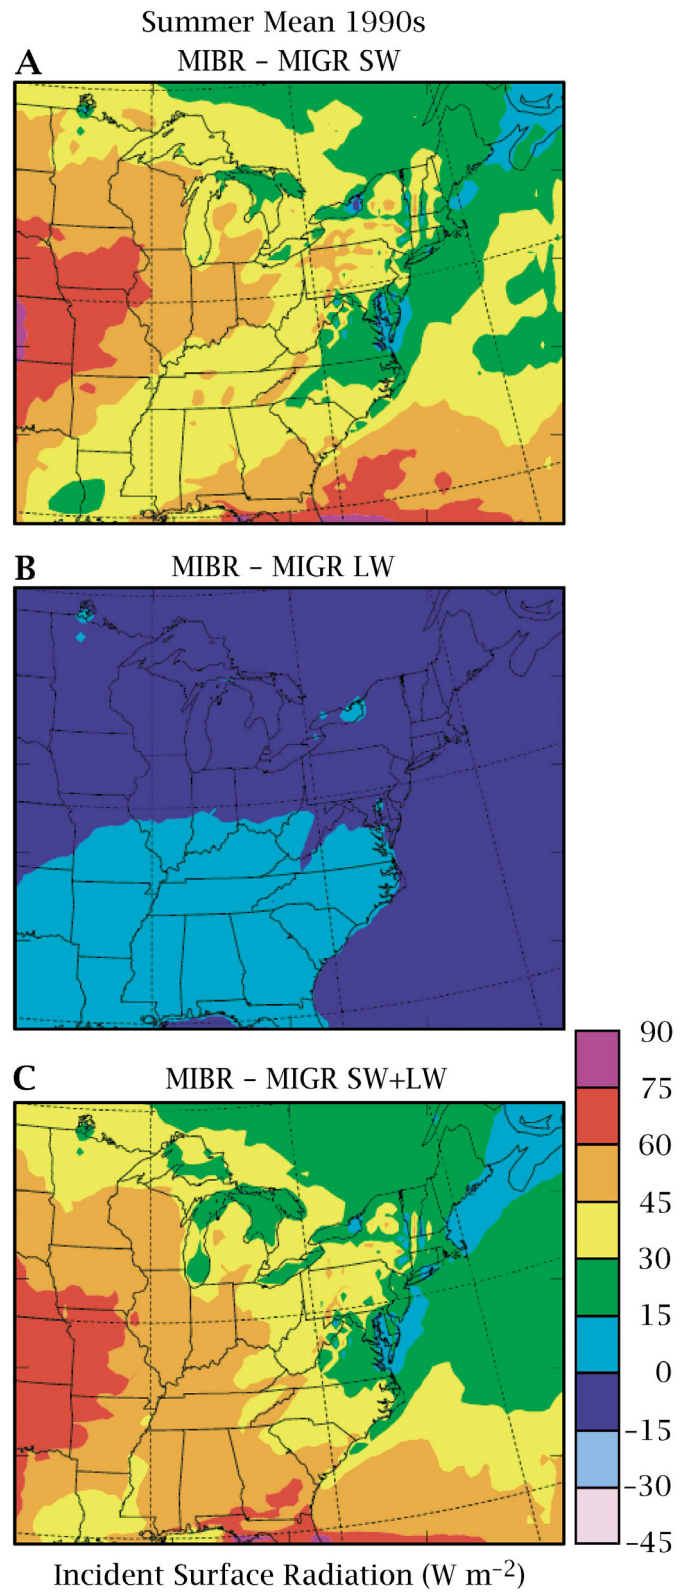 Summer Mean 1990s
A
MIBR – MIGR SW
B
MIBR – MIGR LW
C
MIBR – MIGR SW+LW
90
75
60
45
30
15
0
–15
–30
–45
Incident Surface Radiation (W m⁻²)